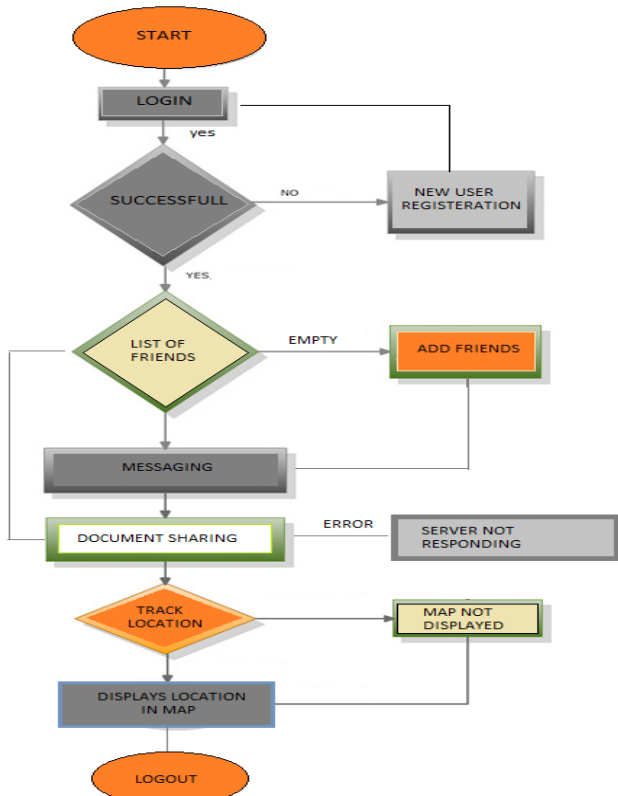 START
LOGIN
yes
SUCCESSFULL
NO
NEW USER
REGISTERATION
YES,
LIST OF
FRIENDS
EMPTY
ADD FRIENDS
MESSAGING
DOCUMENT SHARING
ERROR
SERVER NOT
RESPONDING
TRACK
LOCATION
MAP NOT
DISPLAYED
DISPLAYS LOCATION
IN MAP
LOGOUT